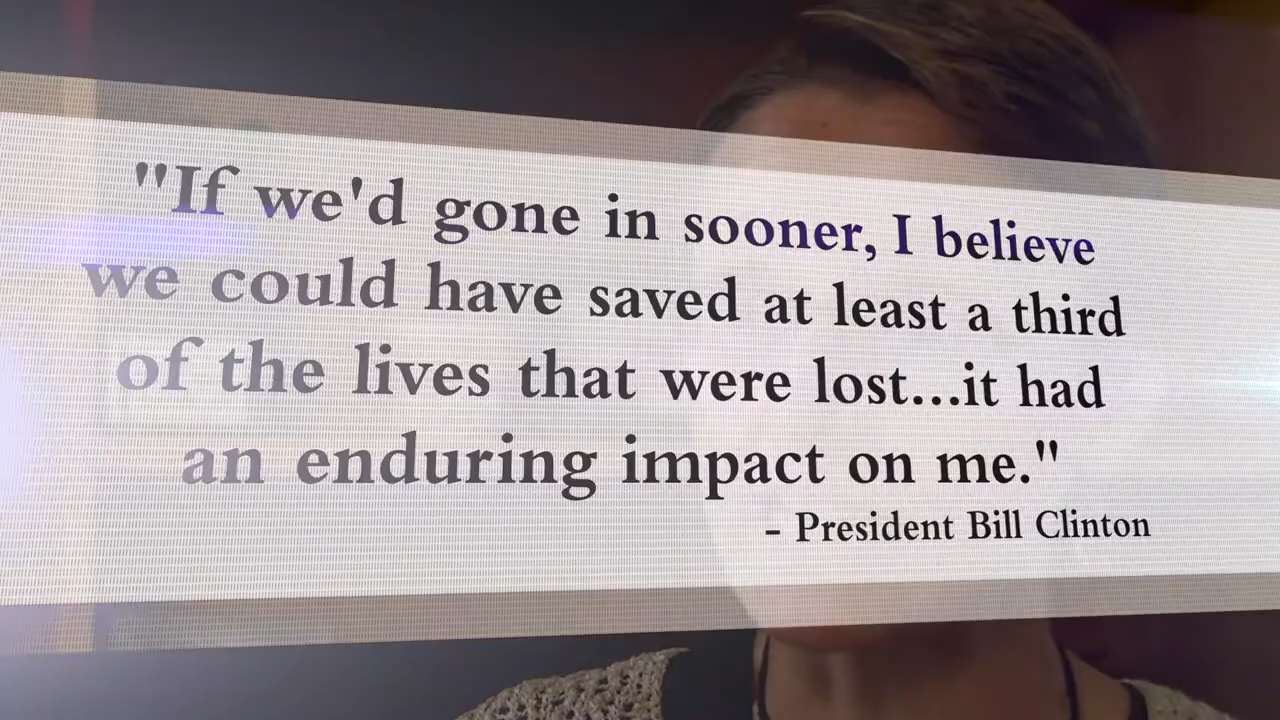 "If we'd gone in sooner, I believe
we could have saved at least a third
of the lives that were lost...it had
an enduring impact on me."
- President Bill Clinton